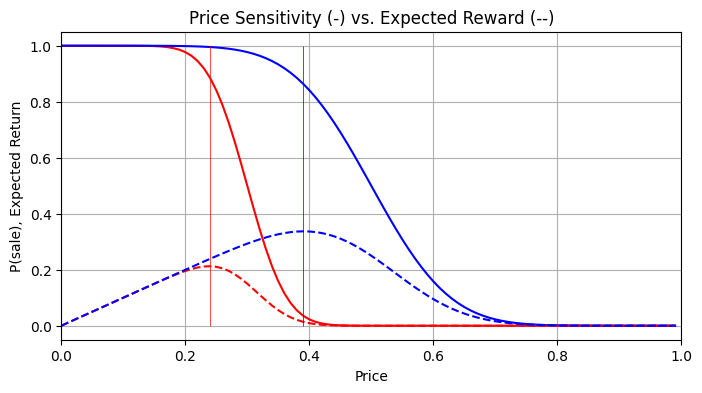 Price Sensitivity (-) vs. Expected Reward (--)
P(sale), Expected Return
1.0
0.8
0.6
0.4
0.2
0.0
0.0 0.2 0.4 0.6 0.8 1.0
Price